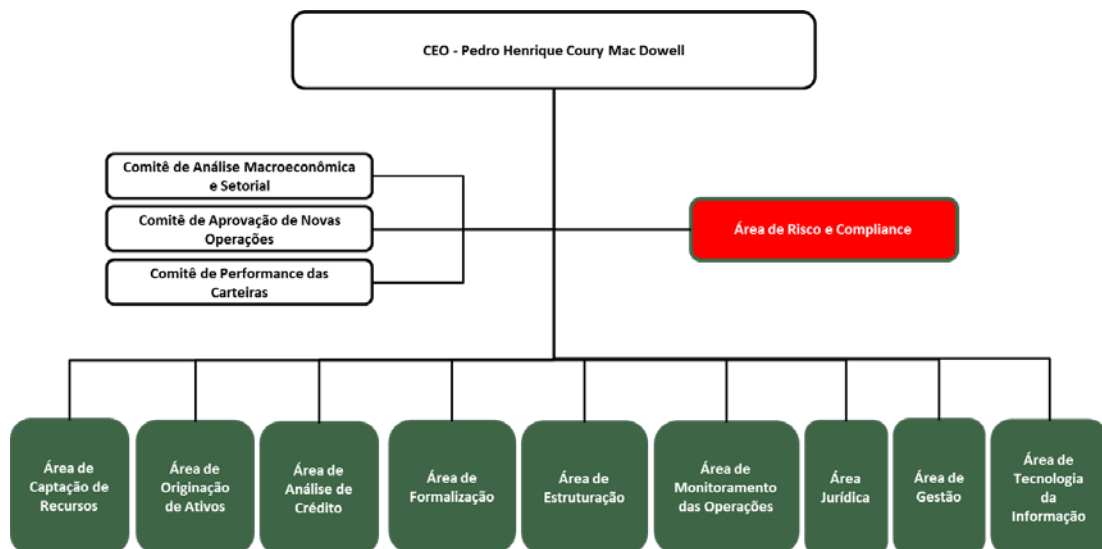 CEO - Pedro Henrique Coury Mac Dowell
Comitê de Análise Macroeconômica
e Setorial
Comitê de Aprovação de Novas
Operações
Comitê de Performance das
Carteiras
Área de Risco e Compliance
Área de
Captação de
Recursos
Área de
Originação
de Ativos
Área de
Análise de
Crédito
Área de
Formalização
Área de
Estruturação
Área de
Monitoramento
das Operações
Área
Jurídica
Área de
Gestão
Área de
Tecnologia
da
Informação